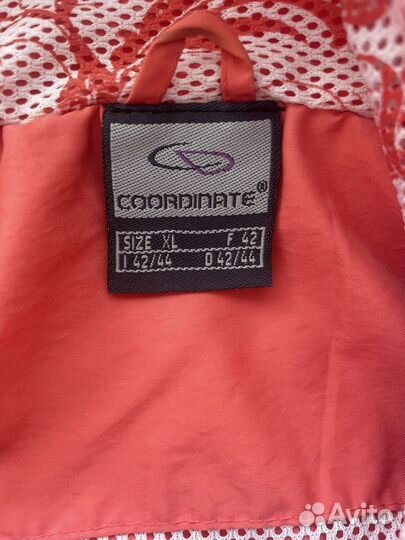 COORDINATE®
SIZE XL F 42
I 42/44 D 42/44
Avito